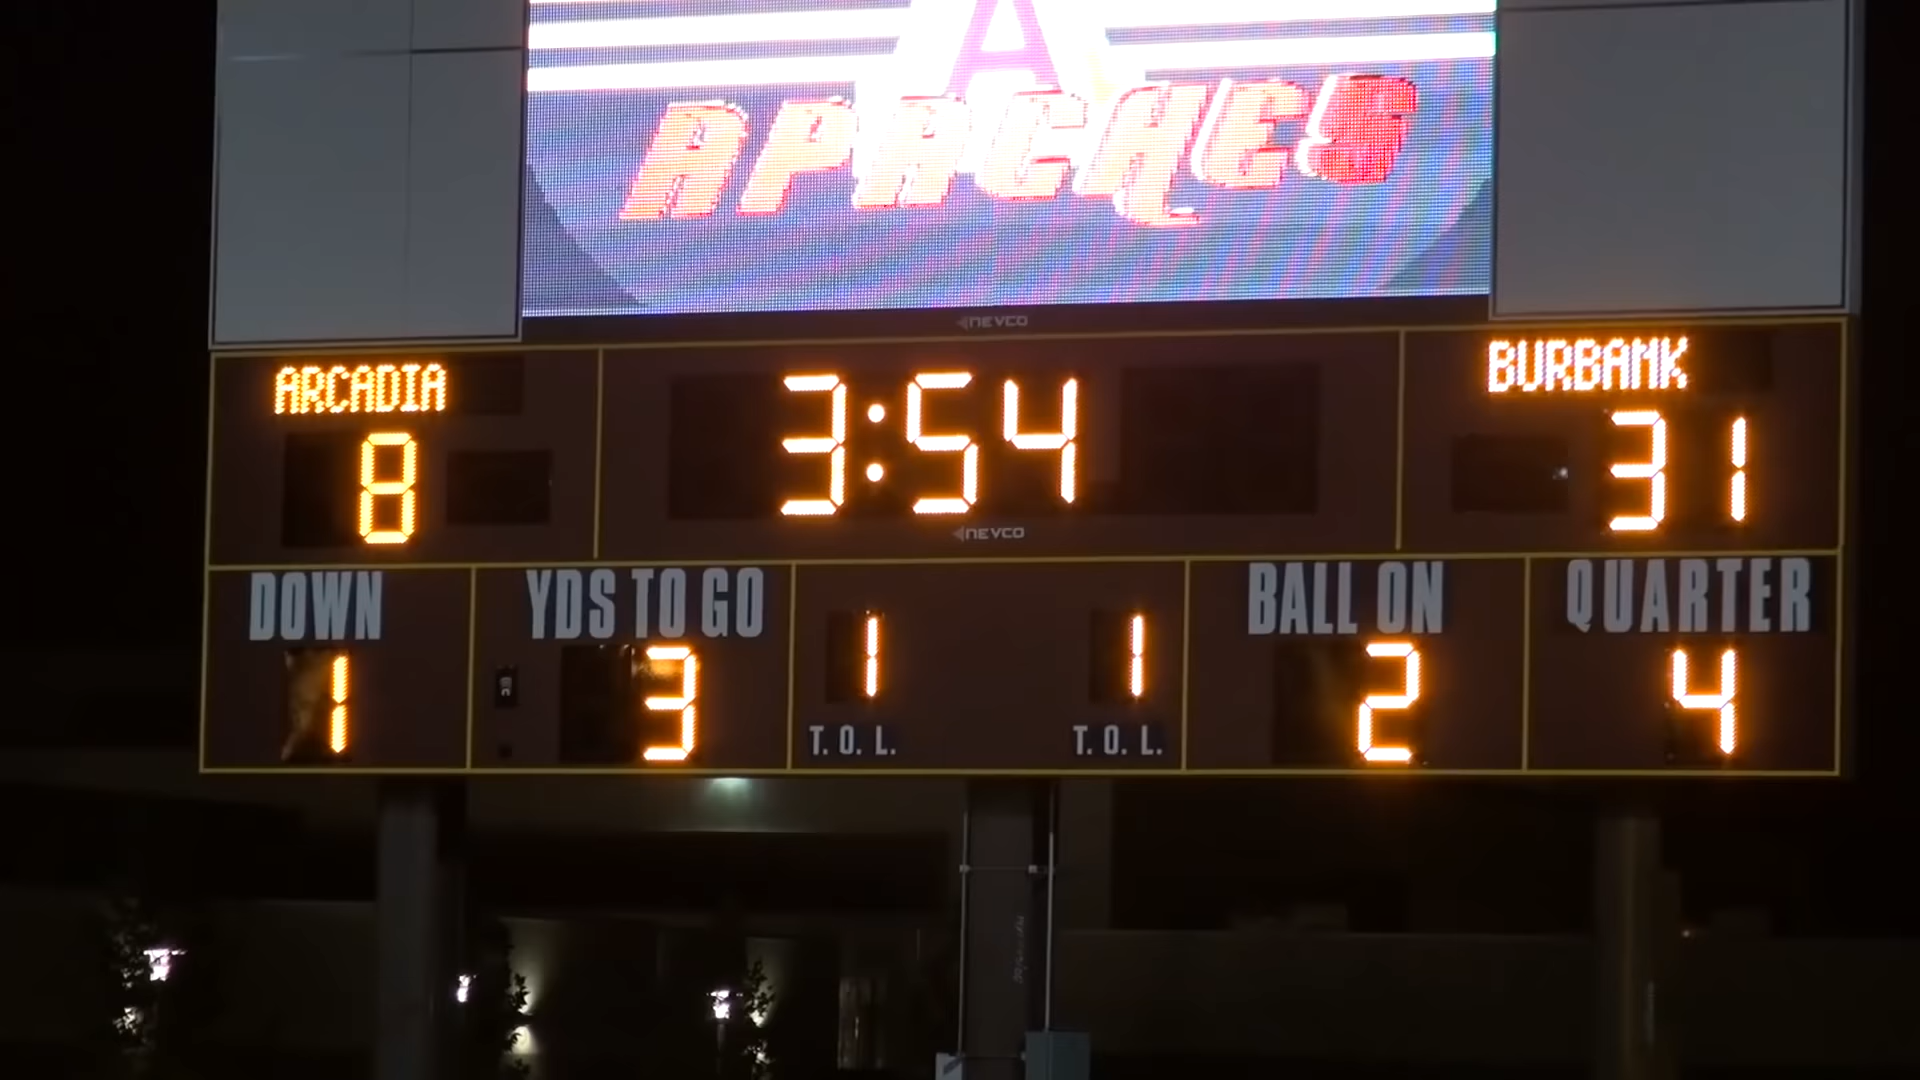 A
APACHES
NEVCO
ARCADIA 3:54 BURBANK
8 31
NEVCO
DOWN YDS TO GO BALL ON QUARTER
1 3 1 1 2 4
T. O. L. T. O. L.